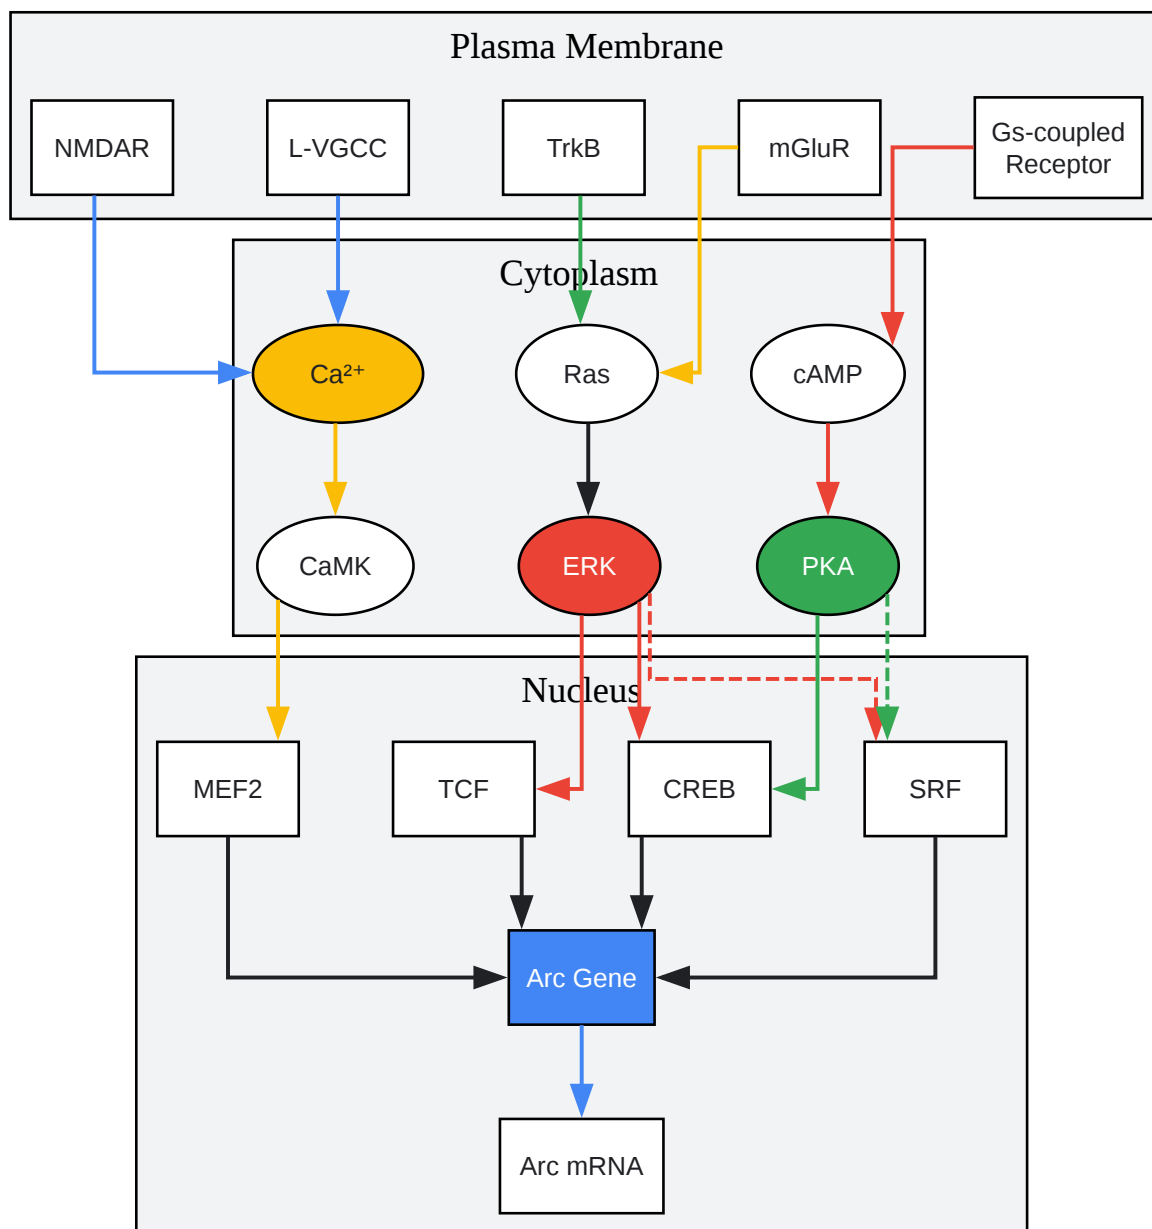 Plasma Membrane
NMDAR
L-VGCC
TrkB
mGluR
Gs-coupled
Receptor
Cytoplasm
Ca²⁺
Ras
cAMP
CaMK
ERK
PKA
Nucleus
MEF2
TCF
CREB
SRF
Arc Gene
Arc mRNA